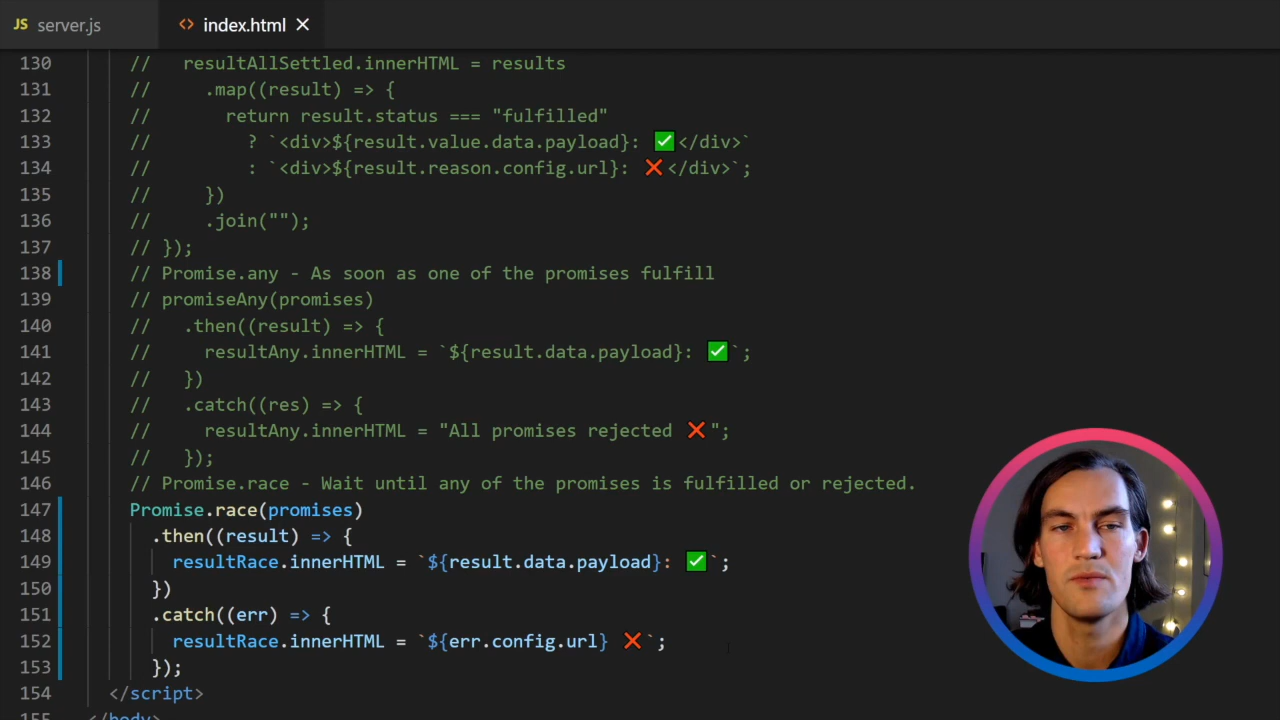 JS server.js <> index.html ×
130 // resultAllSettled.innerHTML = results
131 // .map((result) => {
132 // return result.status === "fulfilled"
133 // ? `<div>${result.value.data.payload}: ✅</div>`
134 // : `<div>${result.reason.config.url}: ❌</div>`;
135 // })
136 // .join("");
137 // });
138 // Promise.any - As soon as one of the promises fulfill
139 // promiseAny(promises)
140 // .then((result) => {
141 // resultAny.innerHTML = `${result.data.payload}: ✅`;
142 // })
143 // .catch((res) => {
144 // resultAny.innerHTML = "All promises rejected ❌";
145 // });
146 // Promise.race - Wait until any of the promises is fulfilled or rejected.
147 Promise.race(promises)
148 .then((result) => {
149 resultRace.innerHTML = `${result.data.payload}: ✅`;
150 })
151 .catch((err) => {
152 resultRace.innerHTML = `${err.config.url} ❌`;
153 });
154 </script>
155 </body>